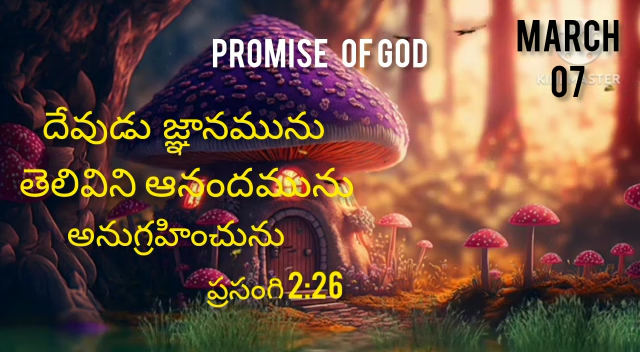 PROMISE OF GOD
MARCH
07
దేవుడు జ్ఞానమును
తెలివిని ఆనందమును
అనుగ్రహించును
ప్రసంగి 2:26